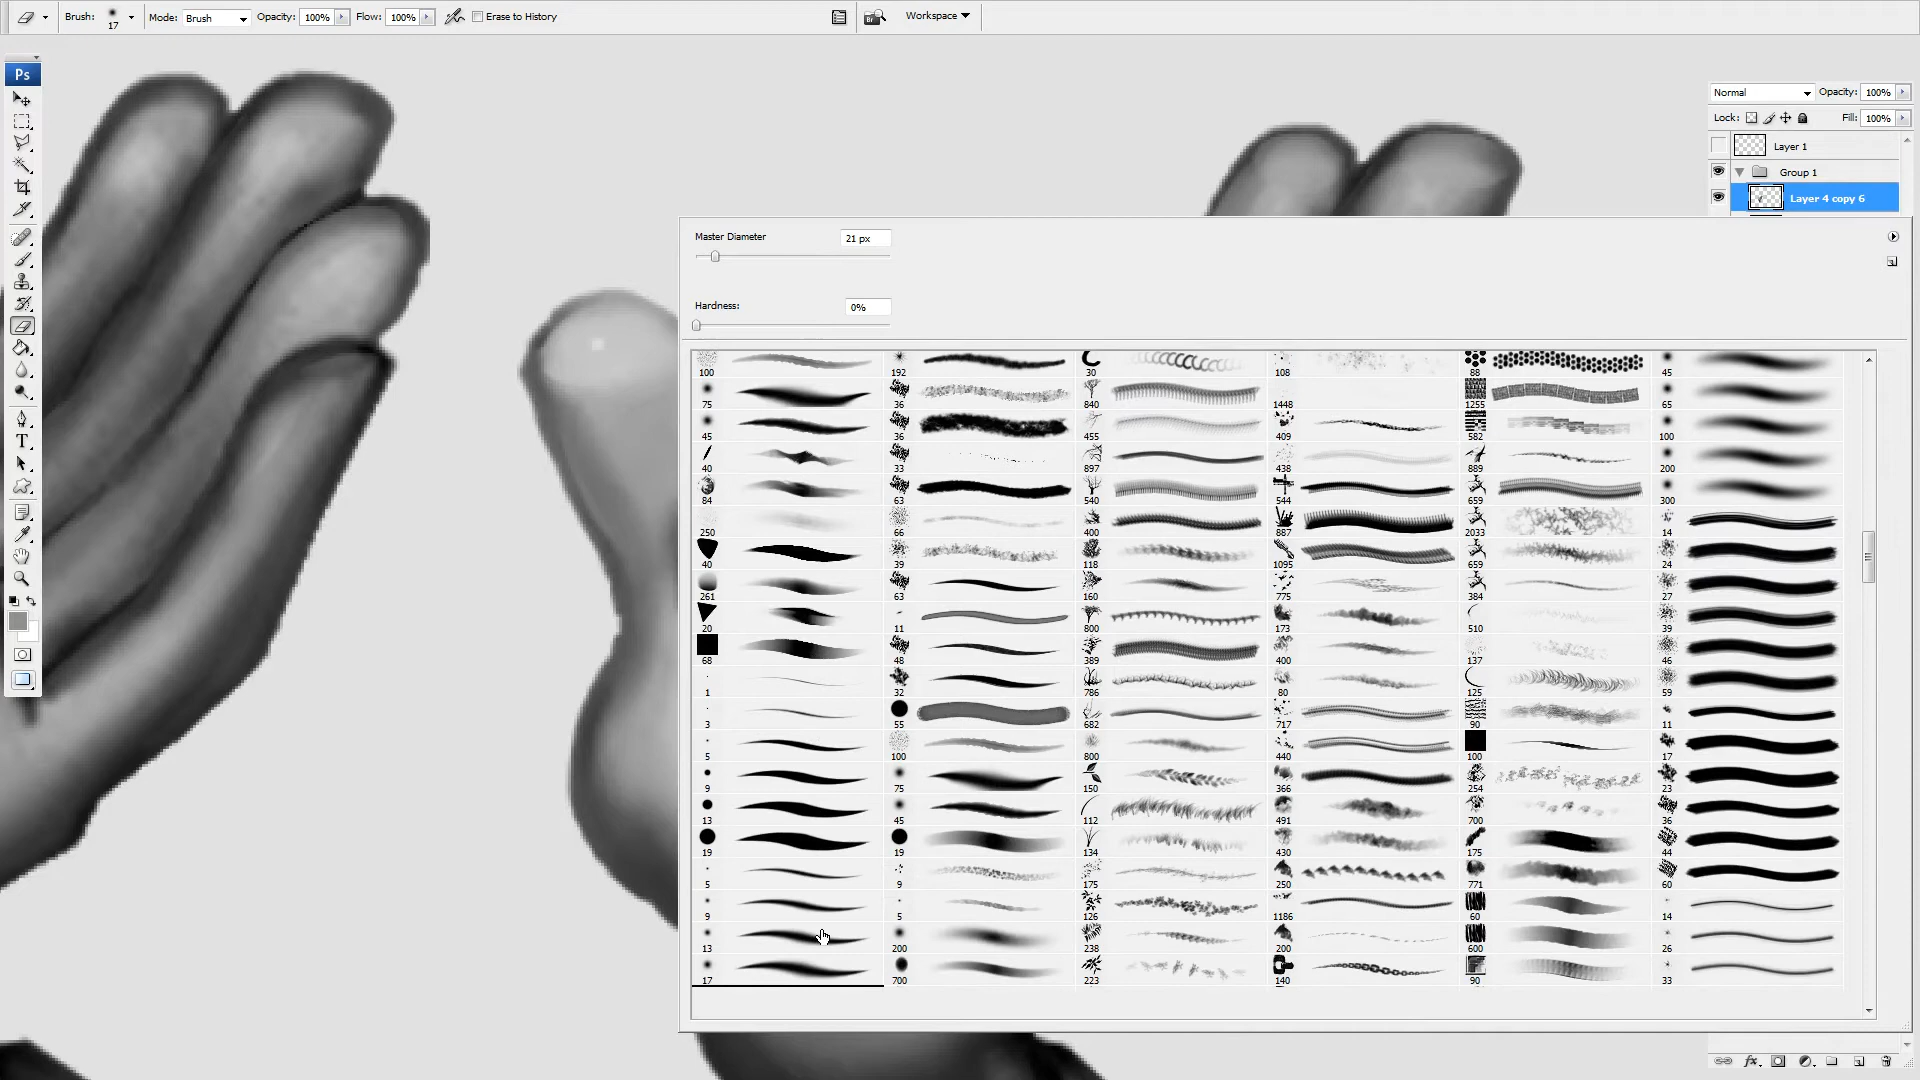 Brush: 17 Mode: Brush Opacity: 100% Flow: 100% Erase to History Br Workspace
Ps
T
Normal Opacity: 100%
Lock: Fill: 100%
Layer 1
Group 1
Layer 4 copy 6
Master Diameter 21 px
Hardness: 0%
100 192 30 108 88 45
75 36 840 1448 1255 65
45 36 455 409 582 100
40 33 897 438 889 200
84 63 540 544 659 300
250 66 400 887 2033 14
40 39 118 1095 659 24
261 63 160 775 384 27
20 11 800 173 510 39
68 48 389 400 137 46
1 32 786 80 125 59
3 55 682 717 90 11
5 100 800 440 100 17
9 75 150 366 254 23
13 45 112 491 700 36
19 19 134 430 175 44
5 9 175 250 771 60
9 5 126 1186 60 14
13 200 238 200 600 26
17 700 223 140 90 33
fx